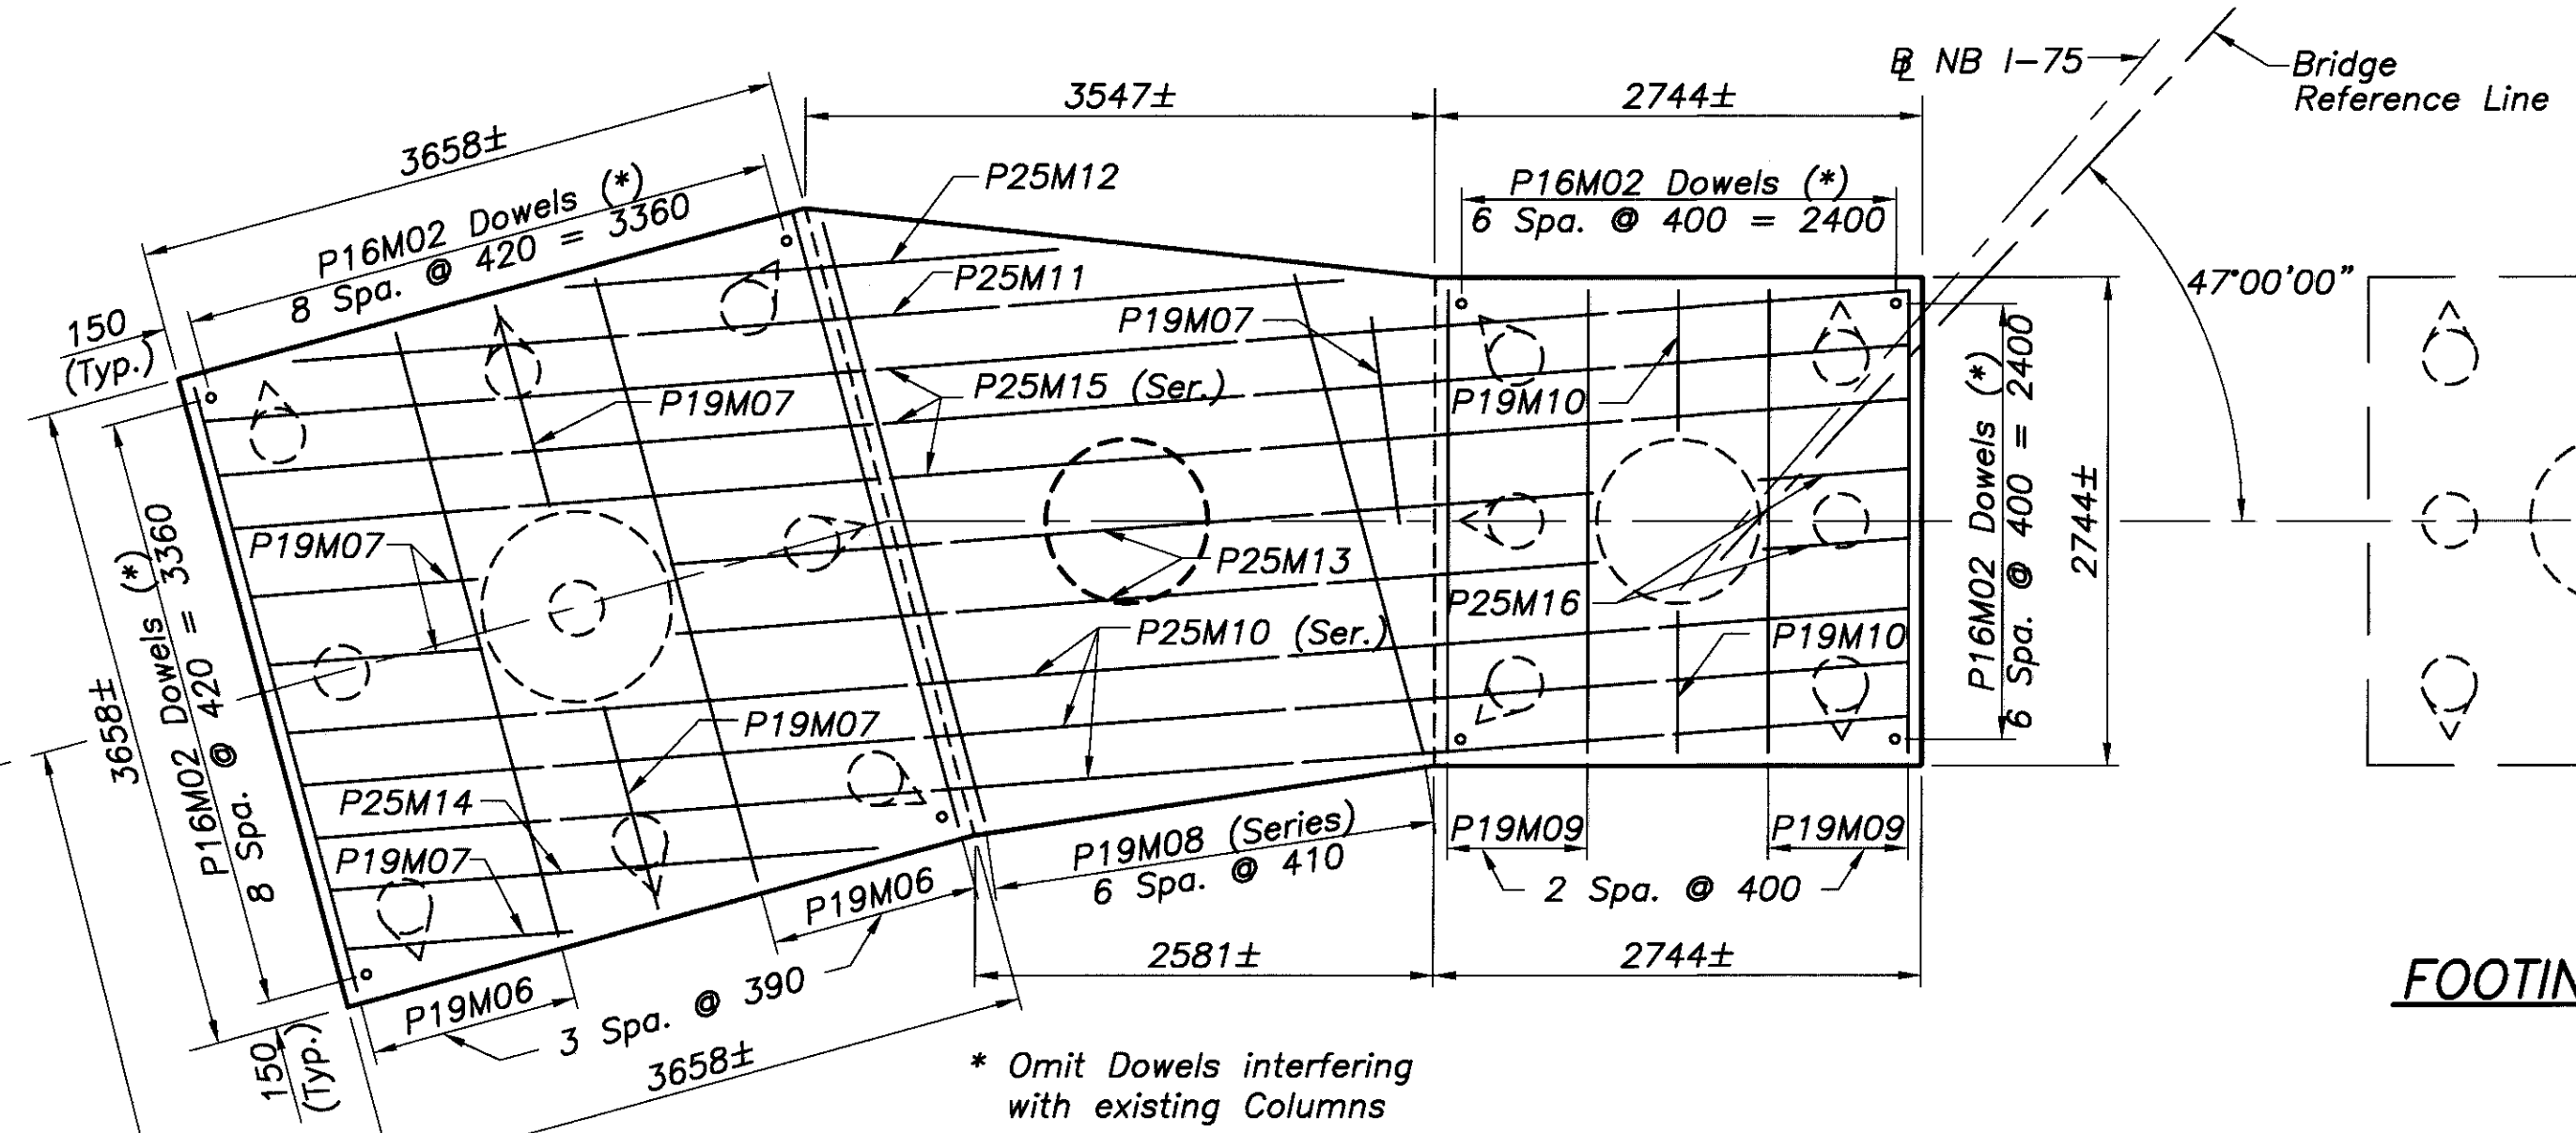 ℄ NB I-75
Bridge
Reference Line
3547±
2744±
3658±
P16M02 Dowels (*)
8 Spa. @ 420 = 3360
P25M12
P16M02 Dowels (*)
6 Spa. @ 400 = 2400
P25M11
47°00'00"
150
(Typ.)
P19M07
P25M15 (Ser.)
P19M07
P19M10
P16M02 Dowels (*)
6 Spa. @ 400 = 2400
2744±
P19M07
P25M13
P25M16
P25M10 (Ser.)
P19M10
3658±
P16M02 Dowels (*)
8 Spa. @ 420 = 3360
P19M07
P25M14
P19M07
P19M08 (Series)
6 Spa. @ 410
P19M09
P19M09
2 Spa. @ 400
P19M06
P19M06
3 Spa. @ 390
2581±
2744±
FOOTIN
150
(Typ.)
3658±
* Omit Dowels interfering
with existing Columns